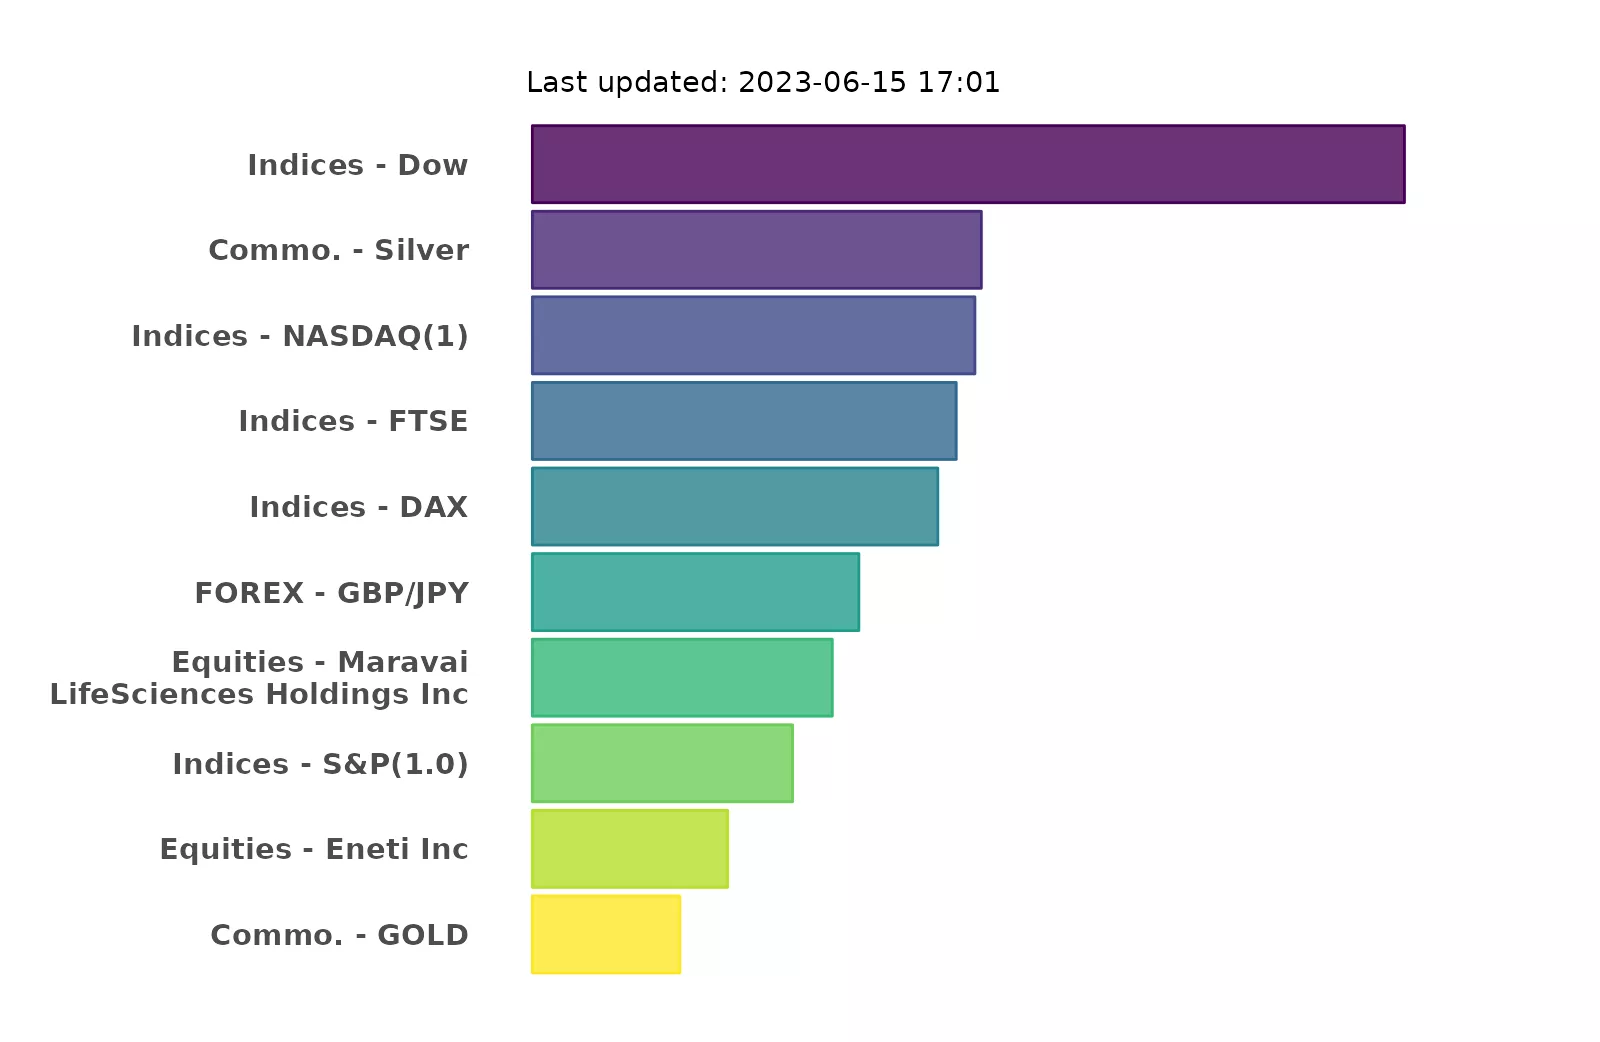 Last updated: 2023-06-15 17:01
Indices - Dow
Commo. - Silver
Indices - NASDAQ(1)
Indices - FTSE
Indices - DAX
FOREX - GBP/JPY
Equities - Maravai
LifeSciences Holdings Inc
Indices - S&P(1.0)
Equities - Eneti Inc
Commo. - GOLD